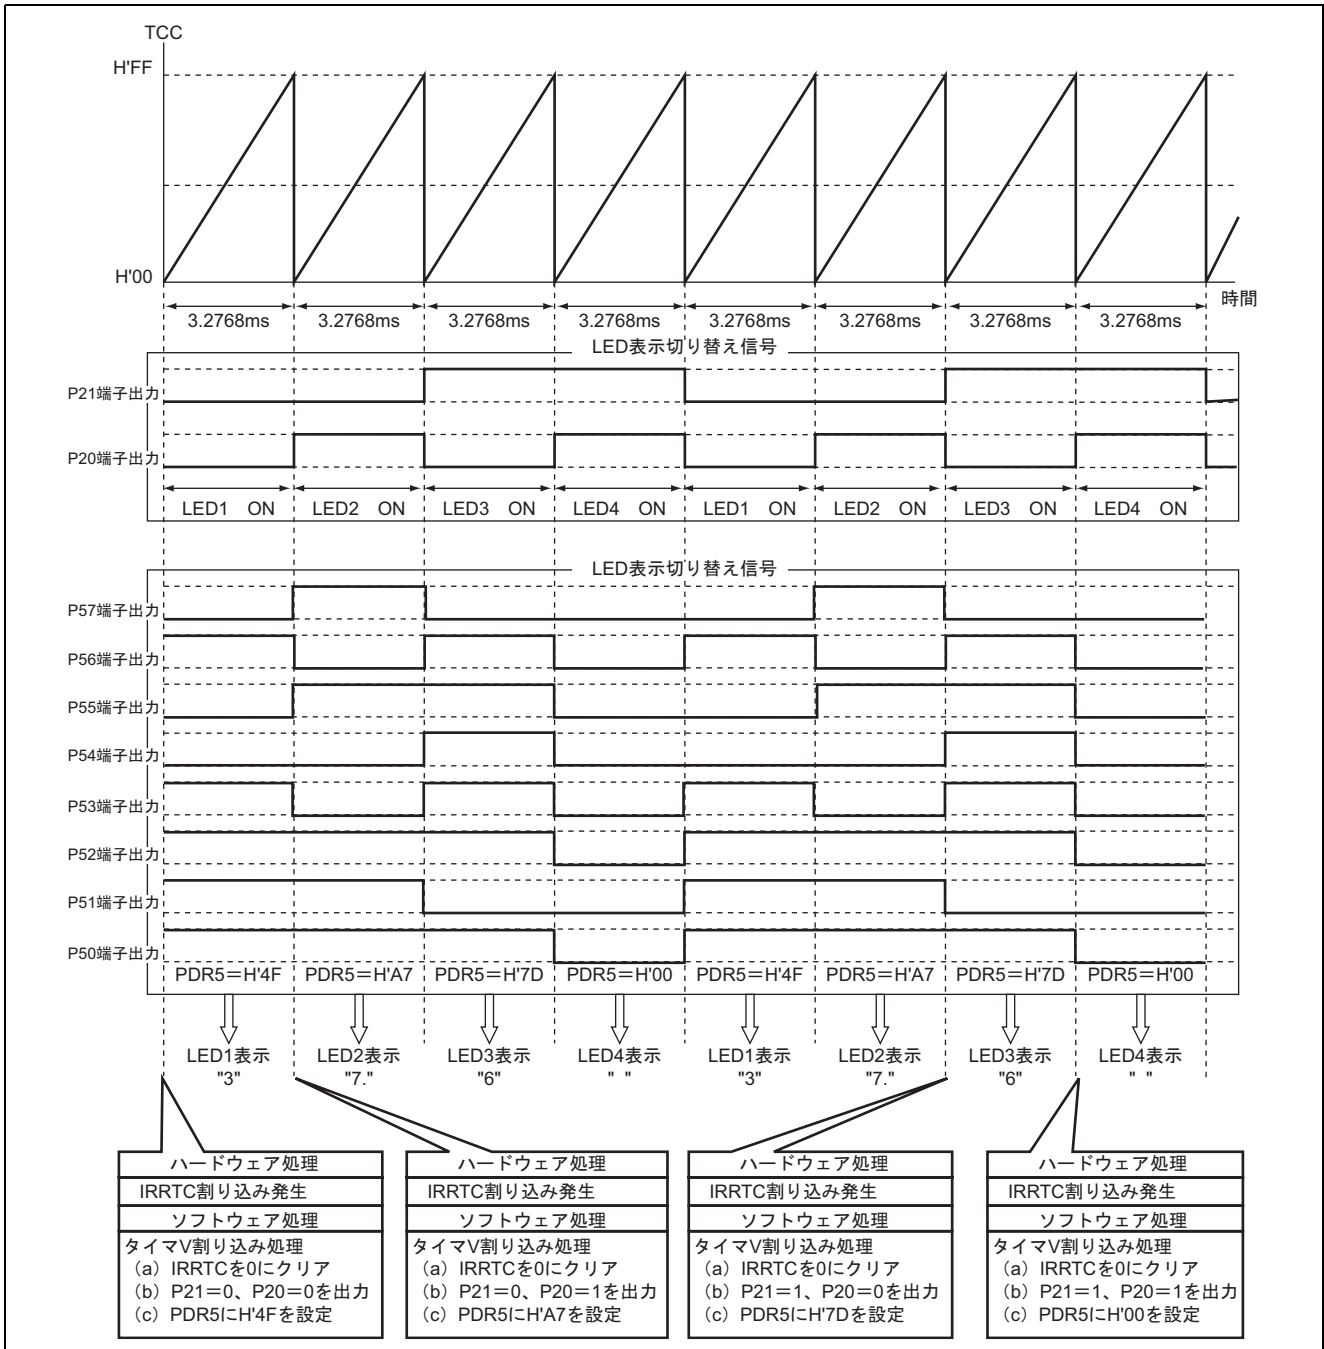 TCC
H'FF
H'00
時間
3.2768ms 3.2768ms 3.2768ms 3.2768ms 3.2768ms 3.2768ms 3.2768ms 3.2768ms
LED表示切り替え信号
P21端子出力
P20端子出力
LED1 ON LED2 ON LED3 ON LED4 ON LED1 ON LED2 ON LED3 ON LED4 ON
LED表示切り替え信号
P57端子出力
P56端子出力
P55端子出力
P54端子出力
P53端子出力
P52端子出力
P51端子出力
P50端子出力
PDR5＝H'4F PDR5＝H'A7 PDR5＝H'7D PDR5＝H'00 PDR5＝H'4F PDR5＝H'A7 PDR5＝H'7D PDR5＝H'00
LED1表示 LED2表示 LED3表示 LED4表示 LED1表示 LED2表示 LED3表示 LED4表示
"3" "7." "6" " " "3" "7." "6" " "
ハードウェア処理
IRRTC割り込み発生
ソフトウェア処理
タイマV割り込み処理
（a）IRRTCを0にクリア
（b）P21＝0、P20＝0を出力
（c）PDR5にH'4Fを設定
ハードウェア処理
IRRTC割り込み発生
ソフトウェア処理
タイマV割り込み処理
（a）IRRTCを0にクリア
（b）P21＝0、P20＝1を出力
（c）PDR5にH'A7を設定
ハードウェア処理
IRRTC割り込み発生
ソフトウェア処理
タイマV割り込み処理
（a）IRRTCを0にクリア
（b）P21＝1、P20＝0を出力
（c）PDR5にH'7Dを設定
ハードウェア処理
IRRTC割り込み発生
ソフトウェア処理
タイマV割り込み処理
（a）IRRTCを0にクリア
（b）P21＝1、P20＝1を出力
（c）PDR5にH'00を設定